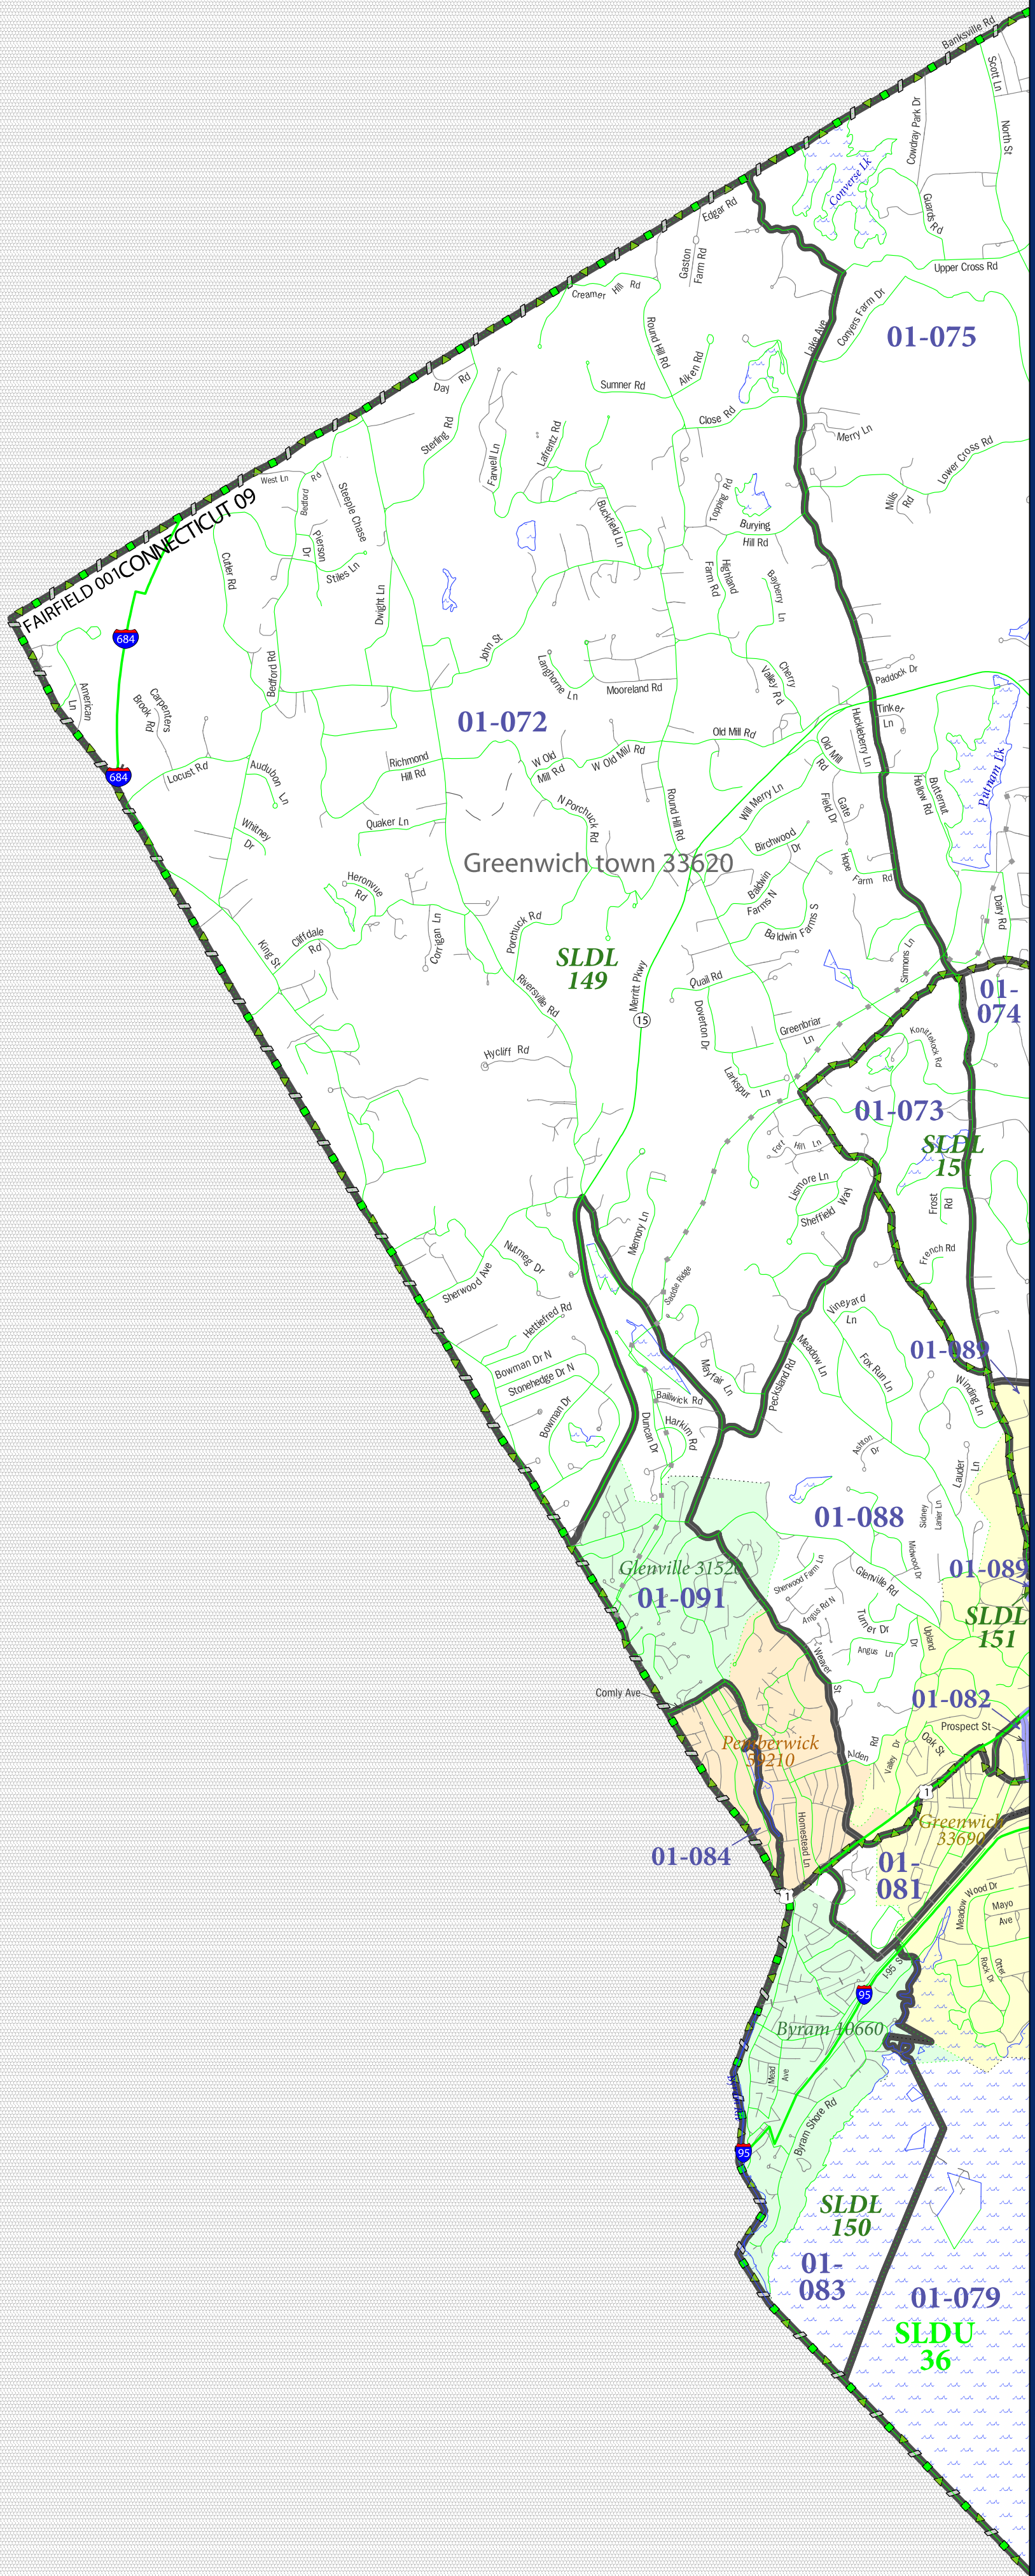 Banksville Rd
Scott Ln
Cowdray Park Dr
North St
Converse Lk
Edgar Rd
Guards Rd
Gaston
Farm Rd
Upper Cross Rd
Creamer Hill Rd
Conyers Farm Dr
Round Hill Rd
Lake Ave
01-075
Aiken Rd
Day Rd
Sumner Rd
Close Rd
Sterling Rd
Merry Ln
Lafrentz Rd
Farwell Ln
Lower Cross Rd
West Ln
Bedford Rd
Steeple Chase
Topping Rd
Mills
Rd
FAIRFIELD 001
CONNECTICUT 09
Buckfield Ln
Burying
Hill Rd
Pierson
Dr
Stiles Ln
Cutler Rd
Dwight Ln
Highland
Farm Rd
Bayberry Ln
684
John St
Bedford Rd
Langhorne Ln
Mooreland Rd
Cherry
Valley Rd
Paddock Dr
American
Ln
Carpenters
Brook Rd
01-072
Tinker
Ln
Huckleberry Ln
Old Mill Rd
Old Mill
Rd
W Old
Mill Rd
W Old Mill Rd
Richmond
Hill Rd
684
Locust Rd
Audubon Ln
Putnam Lk
Butternut
Hollow Rd
Will Merry Ln
Round Hill Rd
N Porchuck Rd
Gate
Field Dr
Quaker Ln
Whitney
Dr
Birchwood Dr
Greenwich town 33620
Hope
Farm Rd
Heronvue
Rd
Baldwin
Farms N
Dairy Rd
Porchuck Rd
Corrigan Ln
Cliffdale
Rd
King St
Baldwin Farms S
Simmons Ln
SLDL
149
Merritt Pkwy
Quail Rd
Riversville Rd
01-
074
15
Doverton Dr
Greenbriar
Ln
Konittekock Rd
Hycliff Rd
Larkspur Ln
01-073
SLDL
151
Fort Hill Ln
Lismore Ln
Sheffield Way
Frost
Rd
Memory Ln
Nutmeg Dr
French Rd
Sherwood Ave
Saddle Ridge
Vineyard
Ln
Hettiefred Rd
01-089
Bowman Dr N
Stonehedge Dr N
Mayfair Ln
Meadow Ln
Fox Run Ln
Pecksland Rd
Winding Ln
Bailiwick Rd
Bowman Dr
Duncan Dr
Harkim Rd
Ashton
Dr
Lauder Ln
01-088
Sidney
Lanier Ln
Glenville 31520
Midwood Dr
01-089
01-091
Sherwood Farm Ln
Glenville Rd
Angus Rd N
Turner Dr
SLDL
151
Upland Dr
Angus Ln
Weaver St
Comly Ave
01-082
Prospect St
Pemberwick
59210
Oak St
Alden Rd
Valley Dr
1
Greenwich
33690
Homestead Ln
01-084
01-
081
1
Wood Dr
Meadow
Mayo
Ave
Otter
Rock Dr
I-95
95
Byram 10660
Mead
Ave
Byram Shore Rd
95
SLDL
150
01-
083
01-079
SLDU
36